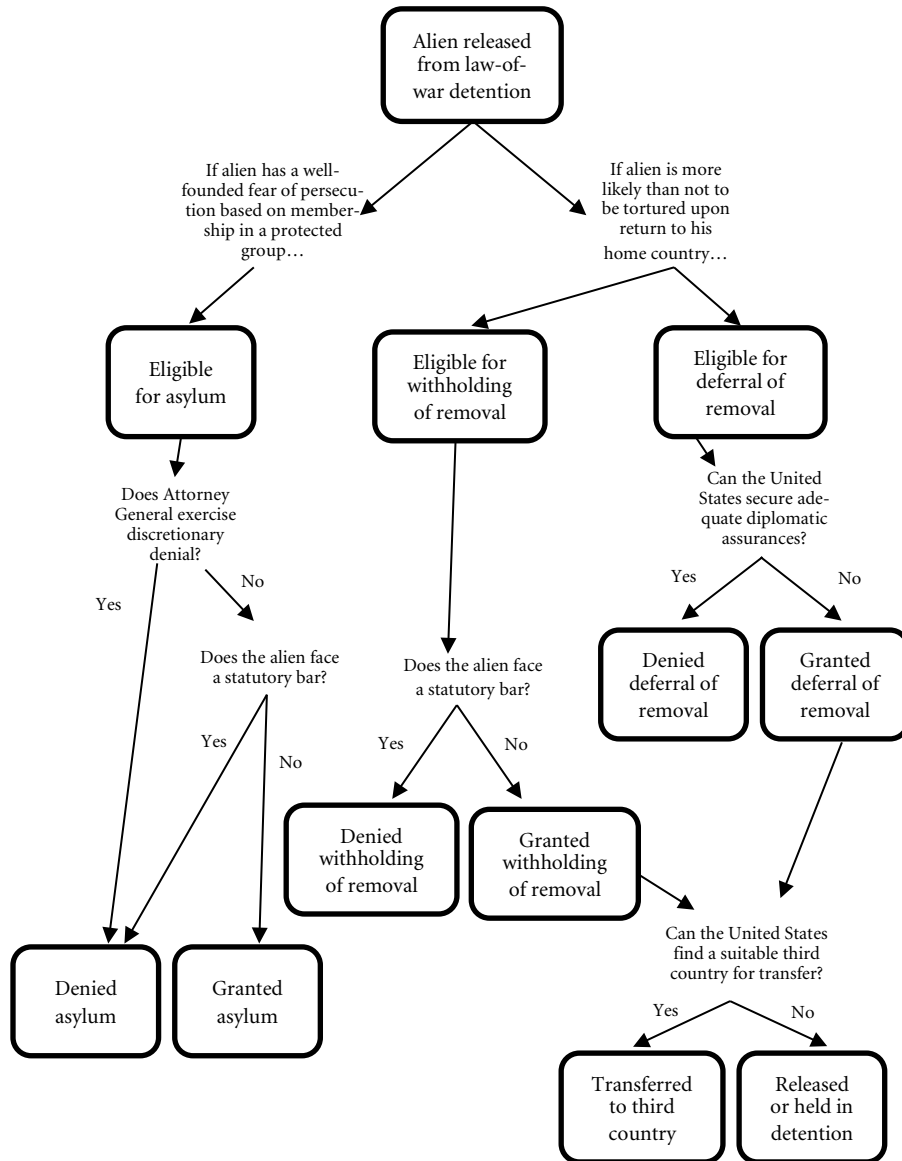 Alien released
from law-of-
war detention
If alien has a well-
founded fear of persecu-
tion based on member-
ship in a protected
group…
If alien is more
likely than not to
be tortured upon
return to his
home country…
Eligible
for asylum
Eligible for
withholding
of removal
Eligible for
deferral of
removal
Does Attorney
General exercise
discretionary
denial?
Can the United
States secure ade-
quate diplomatic
assurances?
Yes
No
Yes
No
Does the alien face
a statutory bar?
Does the alien face
a statutory bar?
Denied
deferral of
removal
Granted
deferral of
removal
Yes
No
Yes
No
Denied
withholding
of removal
Granted
withholding
of removal
Can the United States
find a suitable third
country for transfer?
Denied
asylum
Granted
asylum
Yes
No
Transferred
to third
country
Released
or held in
detention